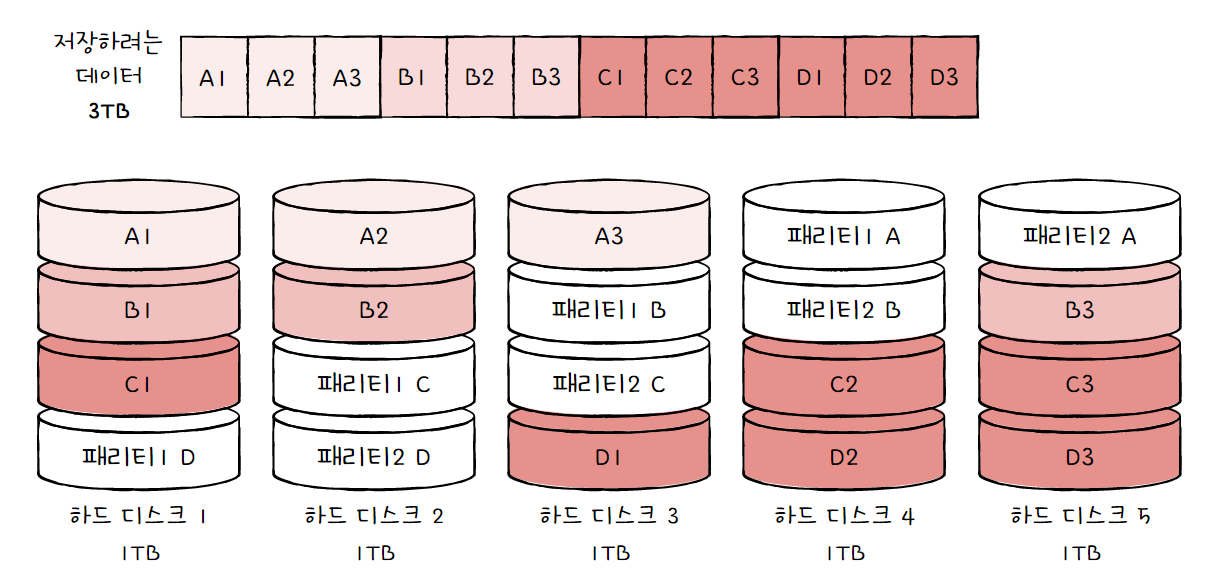 저장하려는
데이터
3TB
A1 A2 A3 B1 B2 B3 C1 C2 C3 D1 D2 D3
A1 A2 A3 패리티1 A 패리티2 A
B1 B2 패리티1 B 패리티2 B B3
C1 패리티1 C 패리티2 C C2 C3
패리티1 D 패리티2 D D1 D2 D3
하드 디스크 1 하드 디스크 2 하드 디스크 3 하드 디스크 4 하드 디스크 5
1TB 1TB 1TB 1TB 1TB